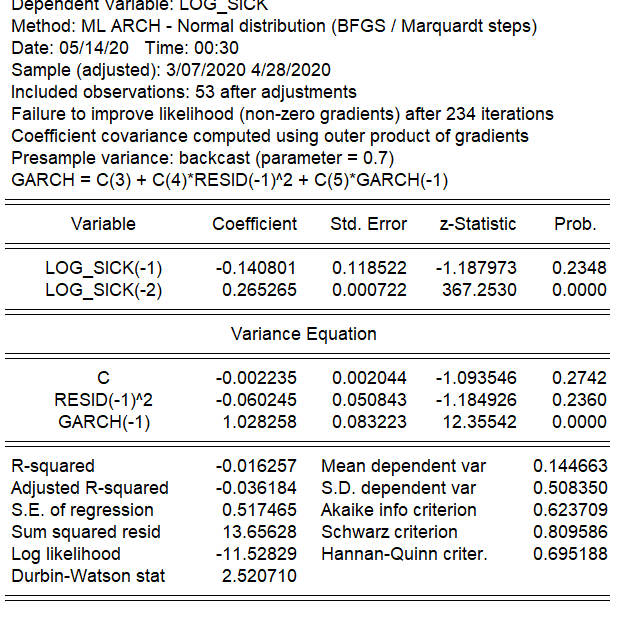 Dependent Variable: LOG_SICK
Method: ML ARCH - Normal distribution (BFGS / Marquardt steps)
Date: 05/14/20 Time: 00:30
Sample (adjusted): 3/07/2020 4/28/2020
Included observations: 53 after adjustments
Failure to improve likelihood (non-zero gradients) after 234 iterations
Coefficient covariance computed using outer product of gradients
Presample variance: backcast (parameter = 0.7)
GARCH = C(3) + C(4)*RESID(-1)^2 + C(5)*GARCH(-1)
Variable Coefficient Std. Error z-Statistic Prob.
LOG_SICK(-1) -0.140801 0.118522 -1.187973 0.2348
LOG_SICK(-2) 0.265265 0.000722 367.2530 0.0000
Variance Equation
C -0.002235 0.002044 -1.093546 0.2742
RESID(-1)^2 -0.060245 0.050843 -1.184926 0.2360
GARCH(-1) 1.028258 0.083223 12.35542 0.0000
R-squared -0.016257 Mean dependent var 0.144663
Adjusted R-squared -0.036184 S.D. dependent var 0.508350
S.E. of regression 0.517465 Akaike info criterion 0.623709
Sum squared resid 13.65628 Schwarz criterion 0.809586
Log likelihood -11.52829 Hannan-Quinn criter. 0.695188
Durbin-Watson stat 2.520710